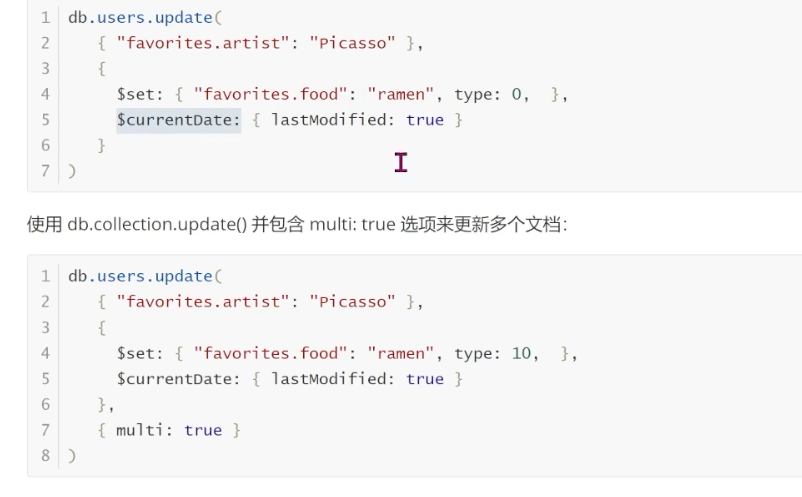 1 db.users.update(
2 { "favorites.artist": "Picasso" },
3 {
4 $set: { "favorites.food": "ramen", type: 0,  },
5 $currentDate: { lastModified: true }
6 }
7 )
使用 db.collection.update() 并包含 multi: true 选项来更新多个文档：
1 db.users.update(
2 { "favorites.artist": "Picasso" },
3 {
4 $set: { "favorites.food": "ramen", type: 10,  },
5 $currentDate: { lastModified: true }
6 },
7 { multi: true }
8 )